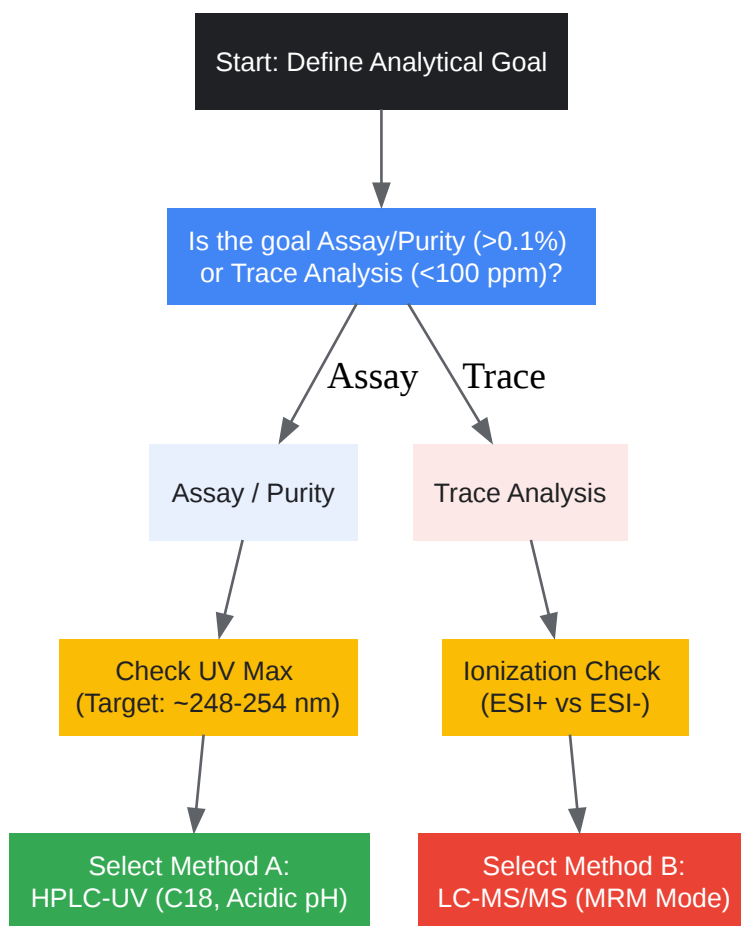 Start: Define Analytical Goal
Is the goal Assay/Purity (>0.1%)
or Trace Analysis (<100 ppm)?
Assay
Trace
Assay / Purity
Trace Analysis
Check UV Max
(Target: ~248-254 nm)
Ionization Check
(ESI+ vs ESI-)
Select Method A:
HPLC-UV (C18, Acidic pH)
Select Method B:
LC-MS/MS (MRM Mode)